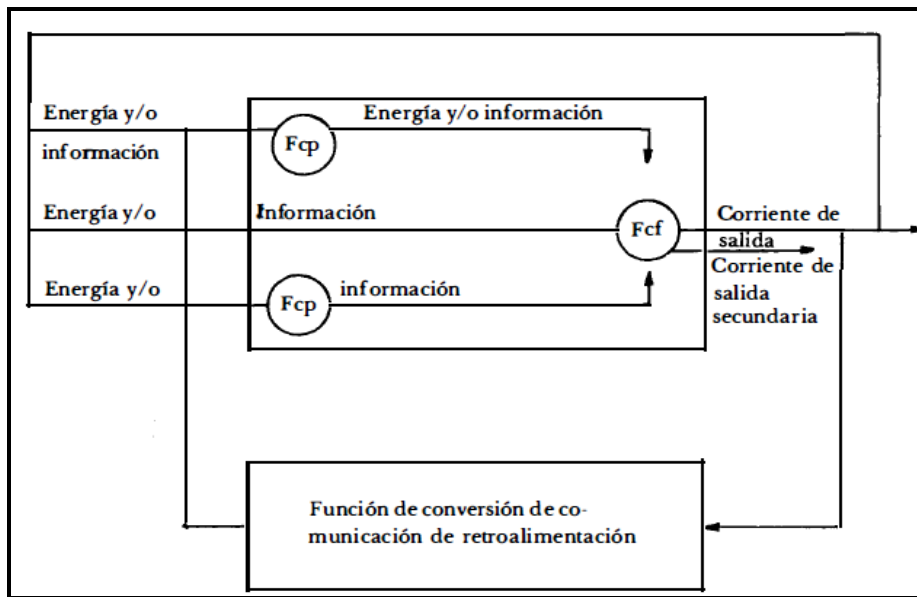 Energía y/o
información
Fcp
Energía y/o información
Energía y/o
Información
Fcf
Corriente de
salida
Corriente de
salida
secundaria
Energía y/o
Fcp
información
Función de conversión de co-
municación de retroalimentación